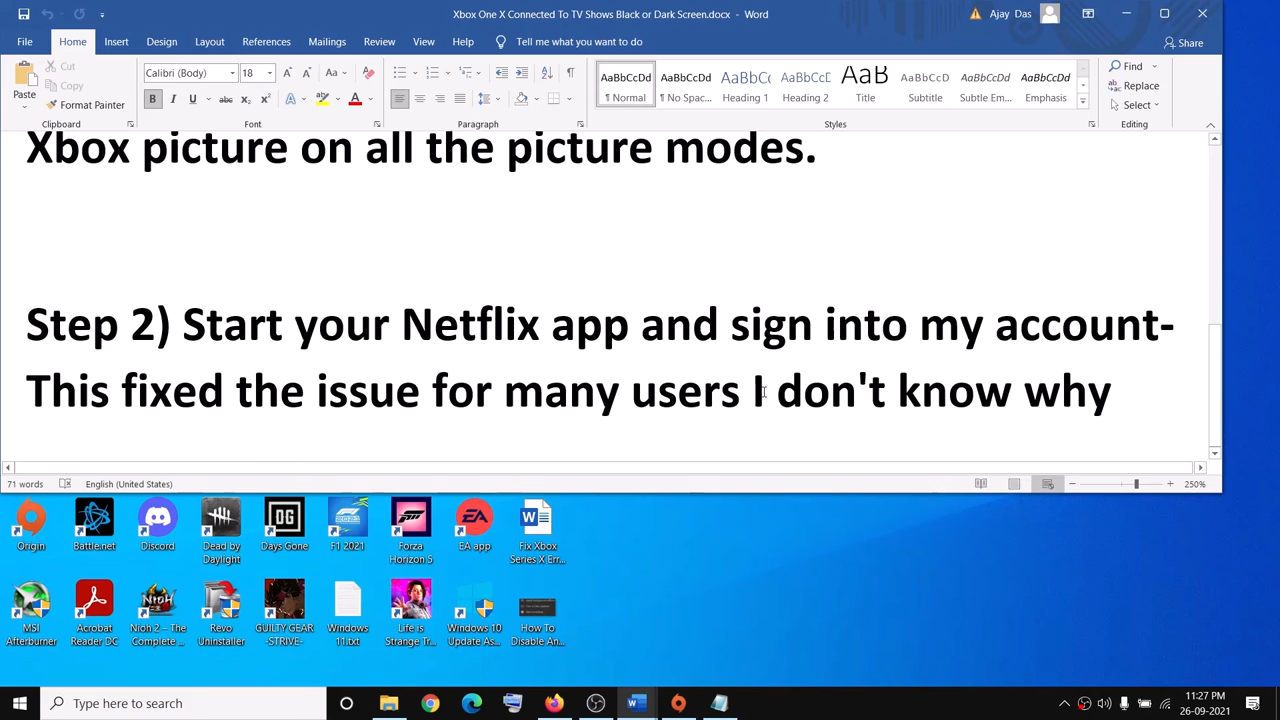 Xbox One X Connected To TV Shows Black or Dark Screen.docx - Word
Ajay Das
File Home Insert Design Layout References Mailings Review View Help Tell me what you want to do
Share
Paste
Cut
Copy
Format Painter
Clipboard
Calibri (Body) 18
Font
Paragraph
AaBbCcDd AaBbCcDd AaBbC( AaBbCcC AaB AaBbCcD AaBbCcDd AaBbCcDd
¶ Normal ¶ No Spac... Heading 1 Heading 2 Title Subtitle Subtle Em... Emphasis
Styles
Find
Replace
Select
Editing
Xbox picture on all the picture modes.
Step 2) Start your Netflix app and sign into my account-
This fixed the issue for many users I don't know why
71 words English (United States) 250%
Origin Battle.net Discord Dead by Daylight Days Gone F1 2021 Forza Horizon 5 EA app Fix Xbox Series X Err...
MSI Afterburner Acrobat Reader DC Nioh 2 – The Complete ... Revo Uninstaller GUILTY GEAR -STRIVE- Windows 11.txt Life is Strange Tr... Windows 10 Update As... How To Disable An...
Type here to search
11:27 PM
26-09-2021